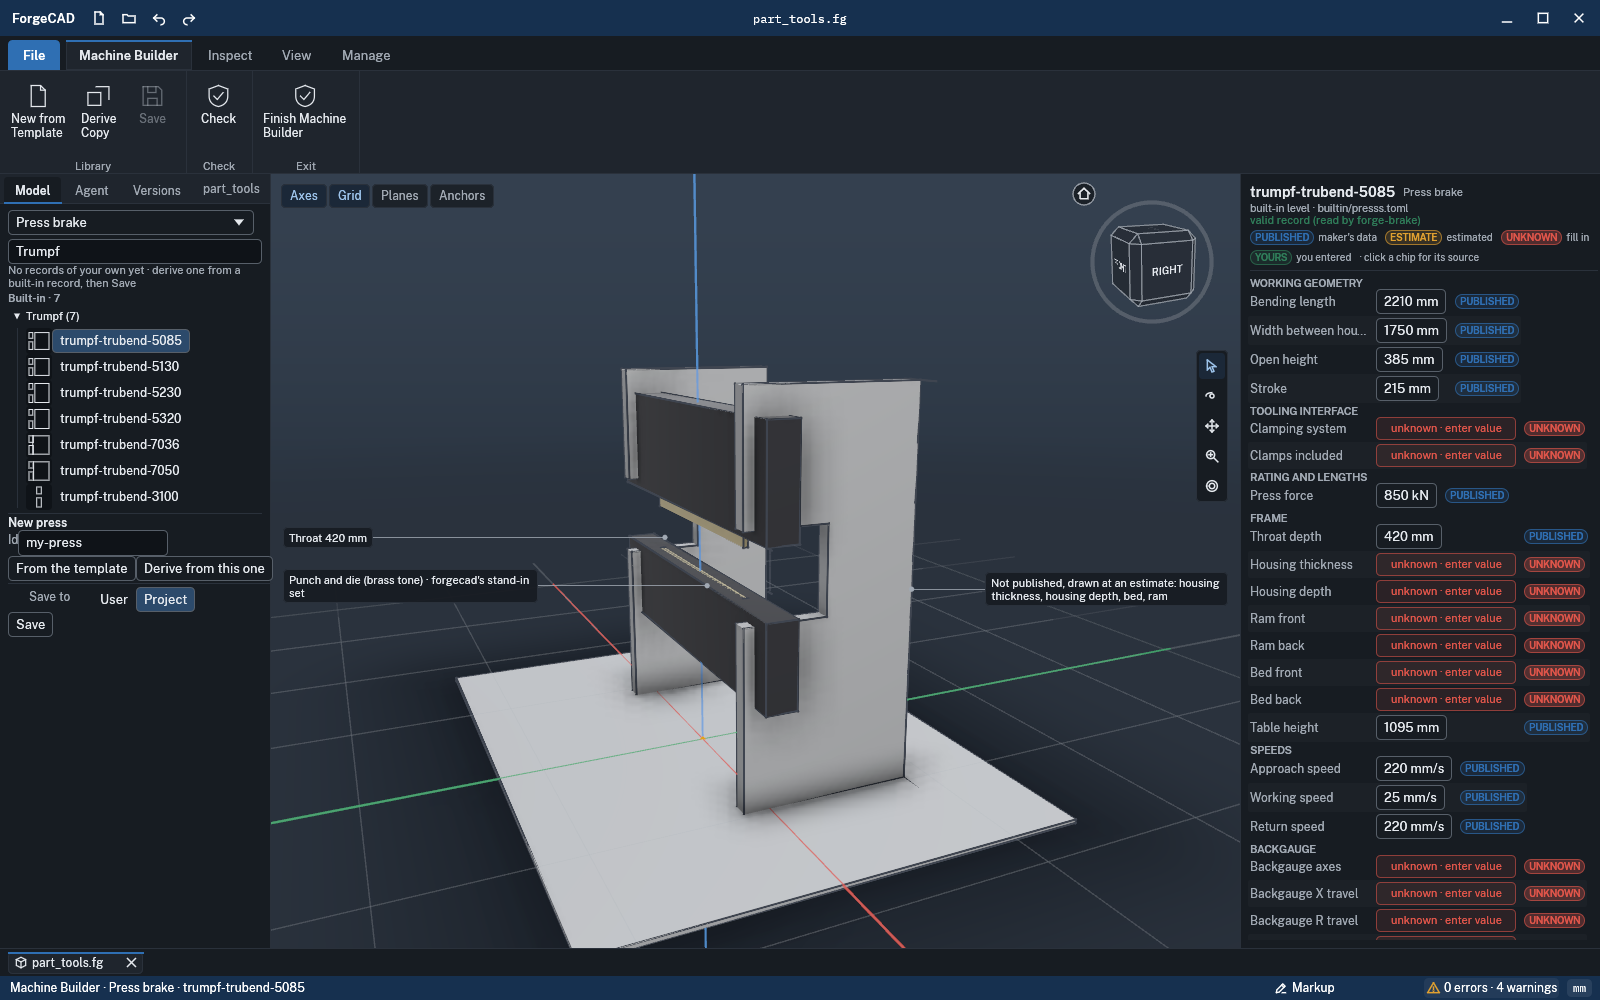 ForgeCAD
part_tools.fg
File
Machine Builder
Inspect
View
Manage
New from
Template
Derive
Copy
Save
Check
Finish Machine
Builder
Library
Check
Exit
Model
Agent
Versions
part_tools
Press brake
Trumpf
No records of your own yet · derive one from a
built-in record, then Save
Built-in · 7
Trumpf (7)
trumpf-trubend-5085
trumpf-trubend-5130
trumpf-trubend-5230
trumpf-trubend-5320
trumpf-trubend-7036
trumpf-trubend-7050
trumpf-trubend-3100
New press
Id
my-press
From the template
Derive from this one
Save to
User
Project
Save
Axes
Grid
Planes
Anchors
RIGHT
Throat 420 mm
Punch and die (brass tone) · forgecad's stand-in
set
Not published, drawn at an estimate: housing
thickness, housing depth, bed, ram
trumpf-trubend-5085 Press brake
built-in level · builtin/presss.toml
valid record (read by forge-brake)
PUBLISHED maker's data ESTIMATE estimated UNKNOWN fill in
YOURS you entered · click a chip for its source
WORKING GEOMETRY
Bending length 2210 mm PUBLISHED
Width between hou... 1750 mm PUBLISHED
Open height 385 mm PUBLISHED
Stroke 215 mm PUBLISHED
TOOLING INTERFACE
Clamping system unknown · enter value UNKNOWN
Clamps included unknown · enter value UNKNOWN
RATING AND LENGTHS
Press force 850 kN PUBLISHED
FRAME
Throat depth 420 mm PUBLISHED
Housing thickness unknown · enter value UNKNOWN
Housing depth unknown · enter value UNKNOWN
Ram front unknown · enter value UNKNOWN
Ram back unknown · enter value UNKNOWN
Bed front unknown · enter value UNKNOWN
Bed back unknown · enter value UNKNOWN
Table height 1095 mm PUBLISHED
SPEEDS
Approach speed 220 mm/s PUBLISHED
Working speed 25 mm/s PUBLISHED
Return speed 220 mm/s PUBLISHED
BACKGAUGE
Backgauge axes unknown · enter value UNKNOWN
Backgauge X travel unknown · enter value UNKNOWN
Backgauge R travel unknown · enter value UNKNOWN
part_tools.fg
Machine Builder · Press brake · trumpf-trubend-5085
Markup
0 errors · 4 warnings
mm